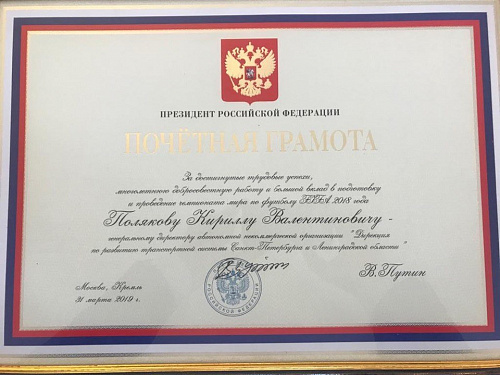 ПРЕЗИДЕНТ РОССИЙСКОЙ ФЕДЕРАЦИИ
ПОЧЁТНАЯ ГРАМОТА
За достигнутые трудовые успехи,
многолетнюю добросовестную работу и большой вклад в подготовку
и проведение чемпионата мира по футболу FIFA 2018 года
Полякову Кириллу Валентиновичу -
генеральному директору автономной некоммерческой организации "Дирекция
по развитию транспортной системы Санкт-Петербурга и Ленинградской области"
В.Путин
Москва, Кремль
31 марта 2019 г.